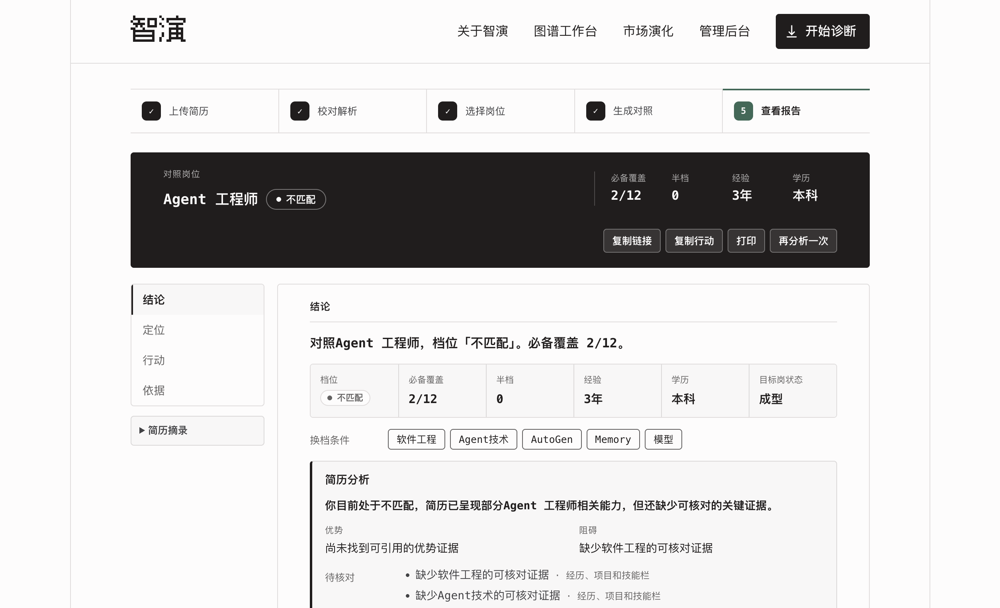 智演
关于智演 图谱工作台 市场演化 管理后台 开始诊断
✓ 上传简历 ✓ 校对解析 ✓ 选择岗位 ✓ 生成对照 5 查看报告
对照岗位
Agent 工程师 不匹配
必备覆盖 半档 经验 学历
2/12 0 3年 本科
复制链接 复制行动 打印 再分析一次
结论
定位
行动
依据
简历摘录
结论
对照Agent 工程师，档位「不匹配」。必备覆盖 2/12。
档位 必备覆盖 半档 经验 学历 目标岗状态
不匹配 2/12 0 3年 本科 成型
换档条件 软件工程 Agent技术 AutoGen Memory 模型
简历分析
你目前处于不匹配，简历已呈现部分Agent 工程师相关能力，但还缺少可核对的关键证据。
优势 阻碍
尚未找到可引用的优势证据 缺少软件工程的可核对证据
待核对 • 缺少软件工程的可核对证据 · 经历、项目和技能栏
• 缺少Agent技术的可核对证据 · 经历、项目和技能栏